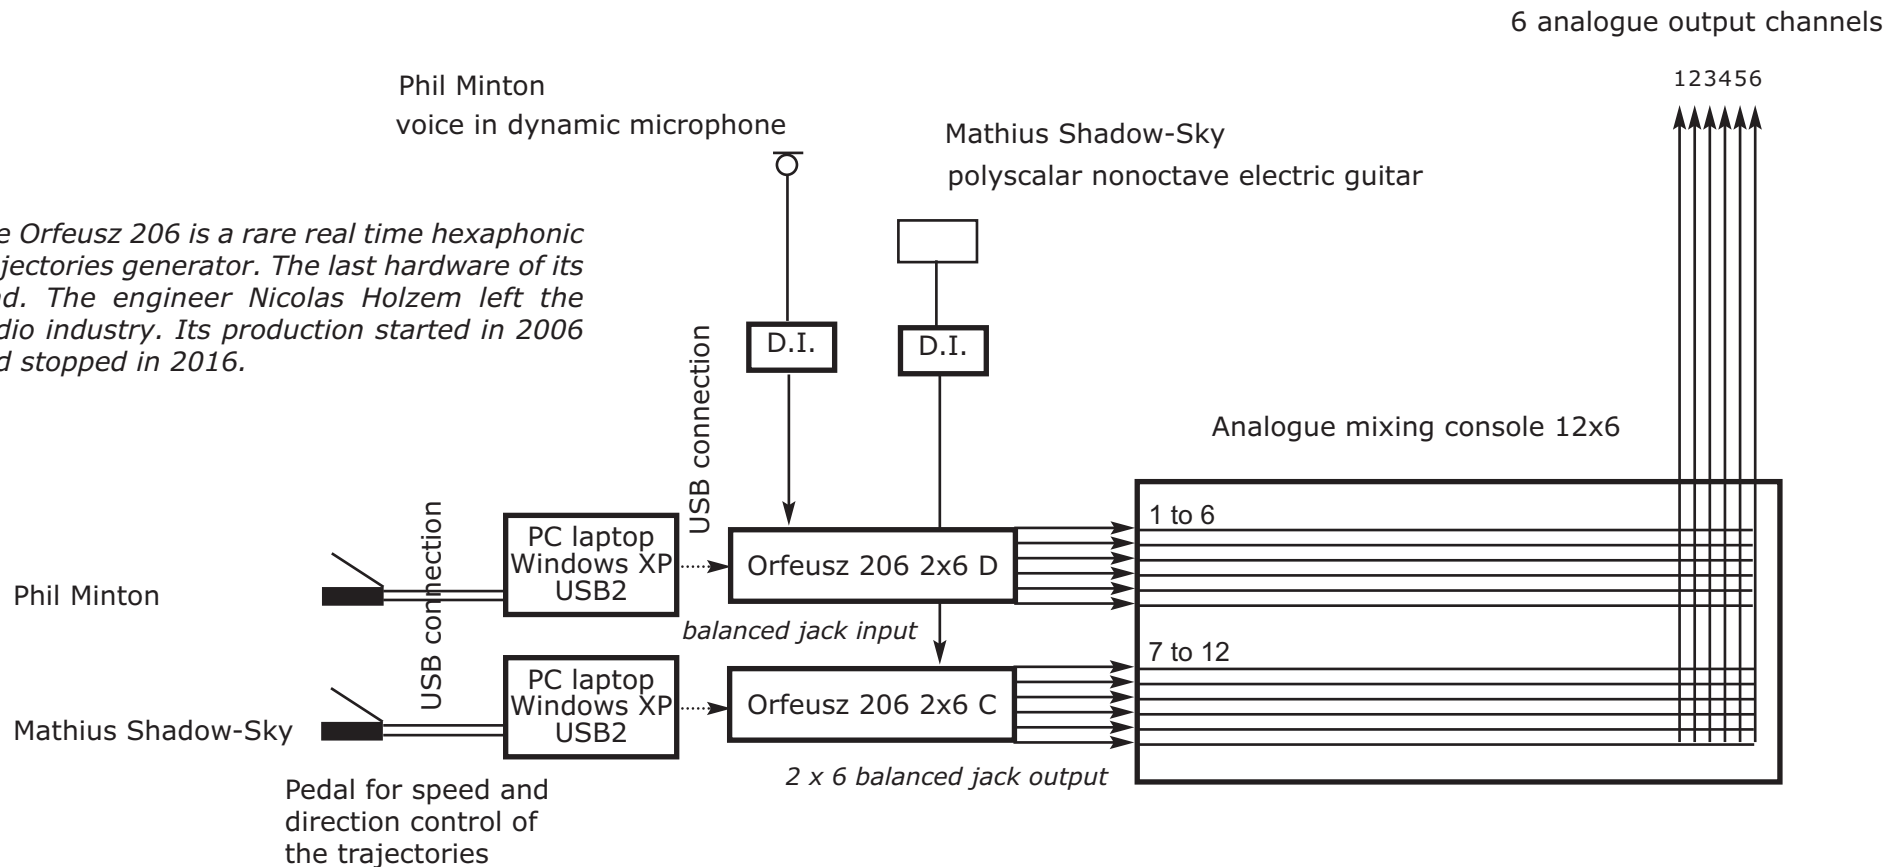 6 analogue output channels
123456
Phil Minton
voice in dynamic microphone
Mathius Shadow-Sky
polyscalar nonoctave electric guitar
e Orfeusz 206 is a rare real time hexaphonic
jectories generator. The last hardware of its
nd. The engineer Nicolas Holzem left the
dio industry. Its production started in 2006
d stopped in 2016.
D.I.
D.I.
USB connection
Analogue mixing console 12x6
USB connection
Phil Minton
PC laptop
Windows XP
USB2
Orfeusz 206 2x6 D
1 to 6
balanced jack input
Mathius Shadow-Sky
PC laptop
Windows XP
USB2
Orfeusz 206 2x6 C
7 to 12
2 x 6 balanced jack output
Pedal for speed and
direction control of
the trajectories